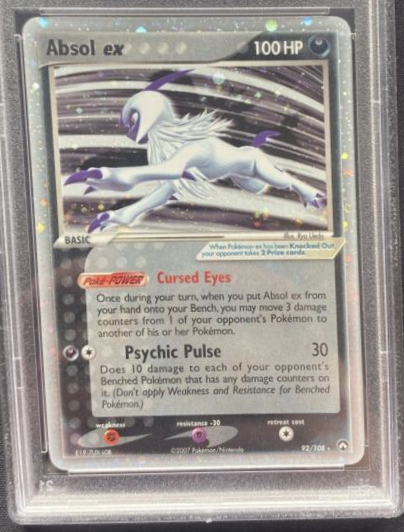 Absol ex 100 HP
Illus. Ryo Ueda
BASIC
When Pokémon-ex has been Knocked Out,
your opponent takes 2 Prize cards.
Poké-POWER Cursed Eyes
Once during your turn, when you put Absol ex from
your hand onto your Bench, you may move 3 damage
counters from 1 of your opponent's Pokémon to
another of his or her Pokémon.
Psychic Pulse 30
Does 10 damage to each of your opponent's
Benched Pokémon that has any damage counters on
it. (Don't apply Weakness and Resistance for Benched
Pokémon.)
weakness resistance -30 retreat cost
©2007 Pokémon/Nintendo 92/108